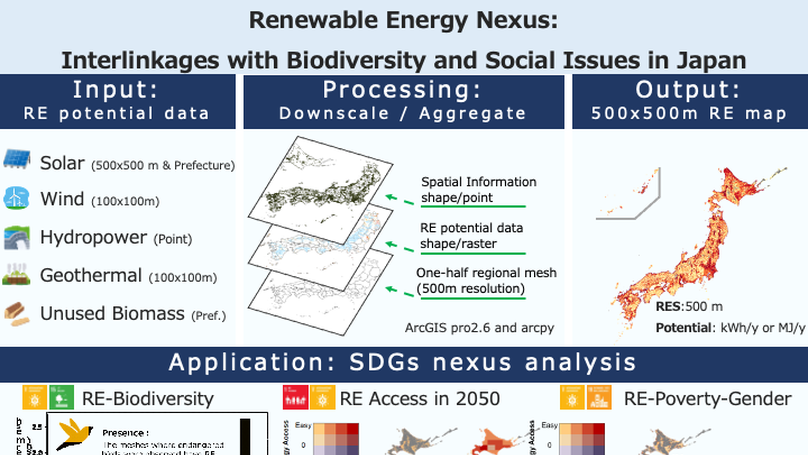 Renewable Energy Nexus:
Interlinkages with Biodiversity and Social Issues in Japan
Input:
RE potential data
Processing:
Downscale / Aggregate
Output:
500x500m RE map
Solar (500x500 m & Prefecture)
Wind (100x100m)
Hydropower (Point)
Geothermal (100x100m)
Unused Biomass (Pref.)
Spatial Information
shape/point
RE potential data
shape/raster
One-half regional mesh
(500m resolution)
ArcGIS pro2.6 and arcpy
RES:500 m
Potential: kWh/y or MJ/y
Application: SDGs nexus analysis
RE-Biodiversity
RE Access in 2050
RE-Poverty-Gender
2.5
Presence :
The meshes where endangered
Easy
0
Easy
0